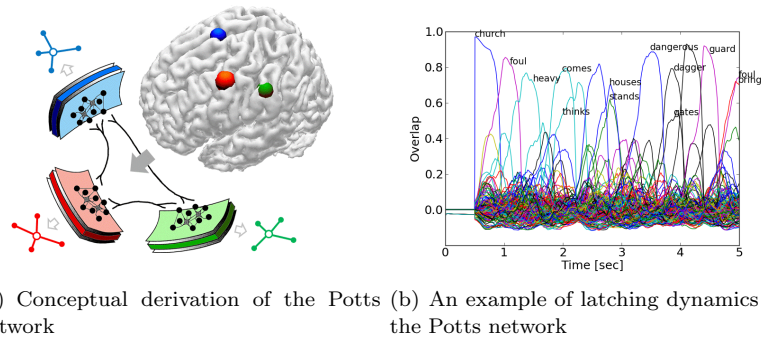 1.0
0.8
0.6
0.4
0.2
0.0
Overlap
church
foul
heavy
comes
thinks
houses
stands
dangerous
dagger
gates
guard
foul
bring
0 1 2 3 4 5
Time [sec]
) Conceptual derivation of the Potts
twork
(b) An example of latching dynamics
the Potts network